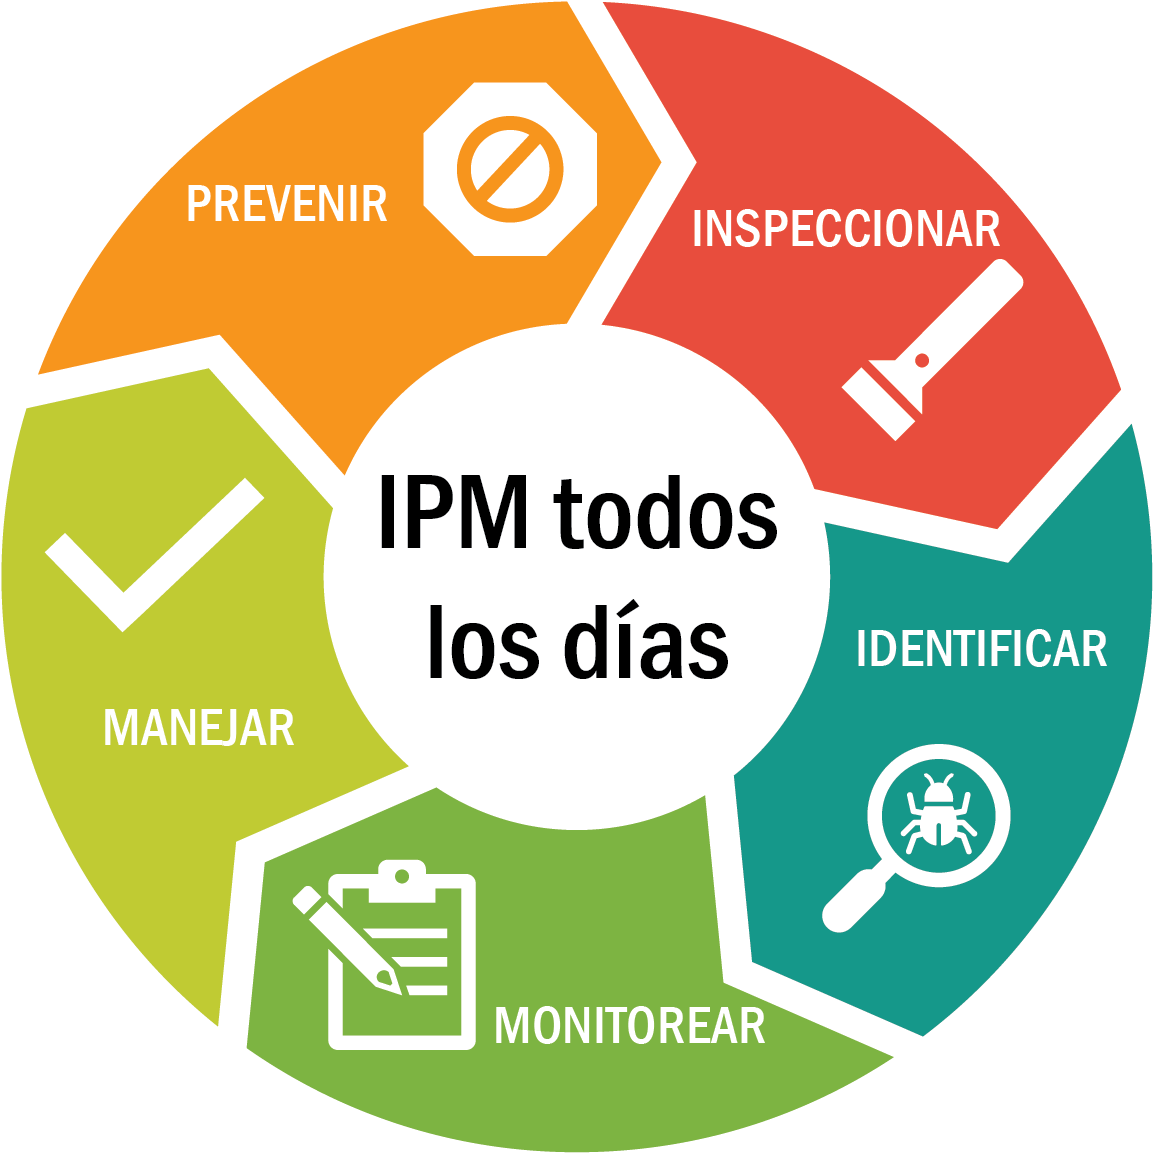 PREVENIR
INSPECCIONAR
IPM todos
los días
IDENTIFICAR
MANEJAR
MONITOREAR